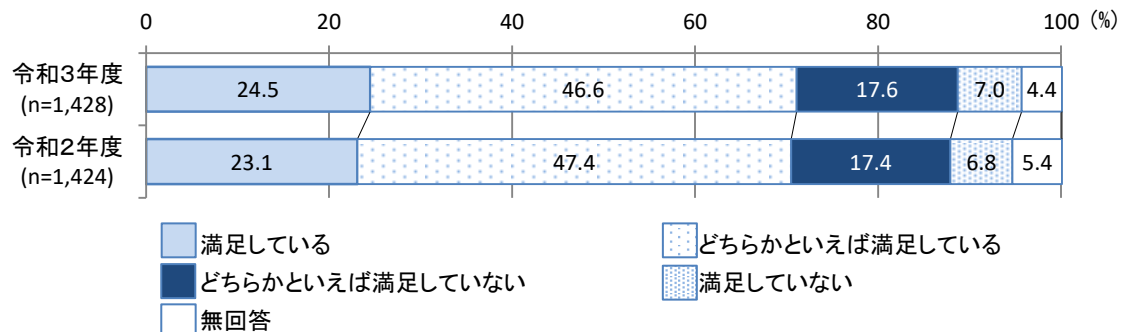 0 20 40 60 80 100 (%)
令和3年度
24.5 46.6 17.6 7.0 4.4
(n=1,428)
令和2年度
23.1 47.4 17.4 6.8 5.4
(n=1,424)
満足している どちらかといえば満足している
どちらかといえば満足していない 満足していない
無回答